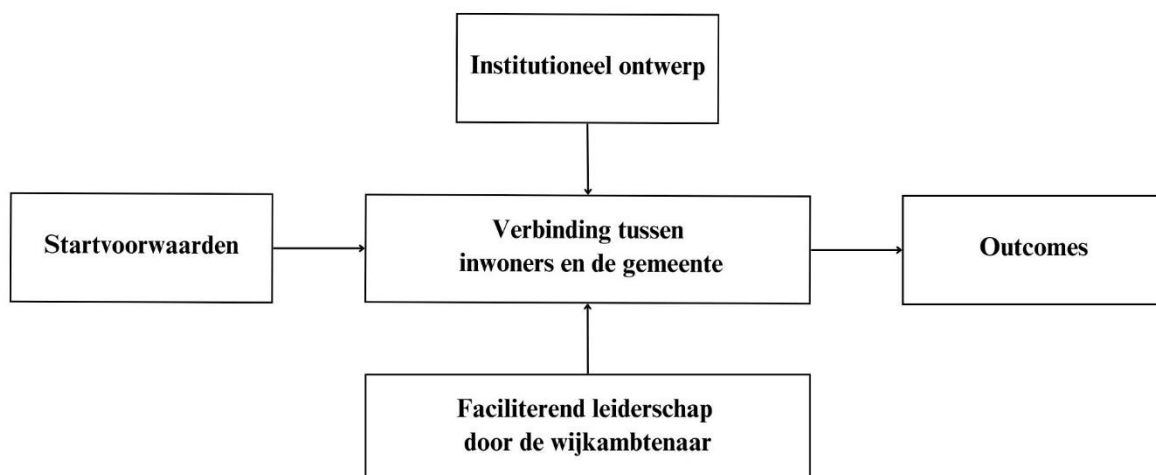 Institutioneel ontwerp
Startvoorwaarden
Verbinding tussen
inwoners en de gemeente
Outcomes
Faciliterend leiderschap
door de wijkambtenaar